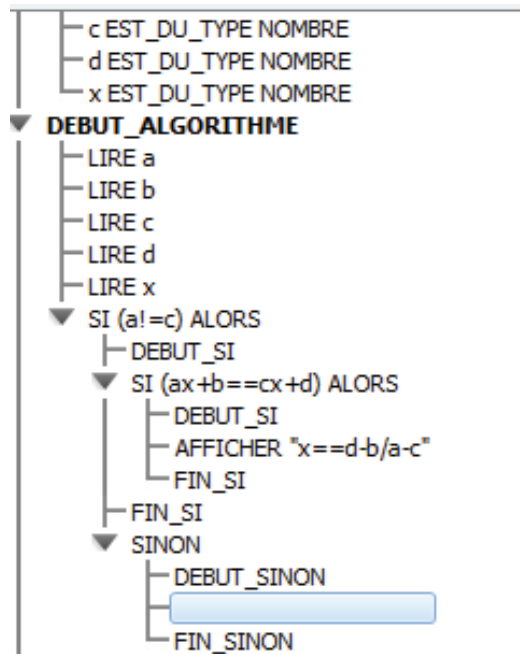 c EST_DU_TYPE NOMBRE
d EST_DU_TYPE NOMBRE
x EST_DU_TYPE NOMBRE
DEBUT_ALGORITHME
LIRE a
LIRE b
LIRE c
LIRE d
LIRE x
SI (a!=c) ALORS
DEBUT_SI
SI (ax+b==cx+d) ALORS
DEBUT_SI
AFFICHER "x==d-b/a-c"
FIN_SI
FIN_SI
SINON
DEBUT_SINON
FIN_SINON